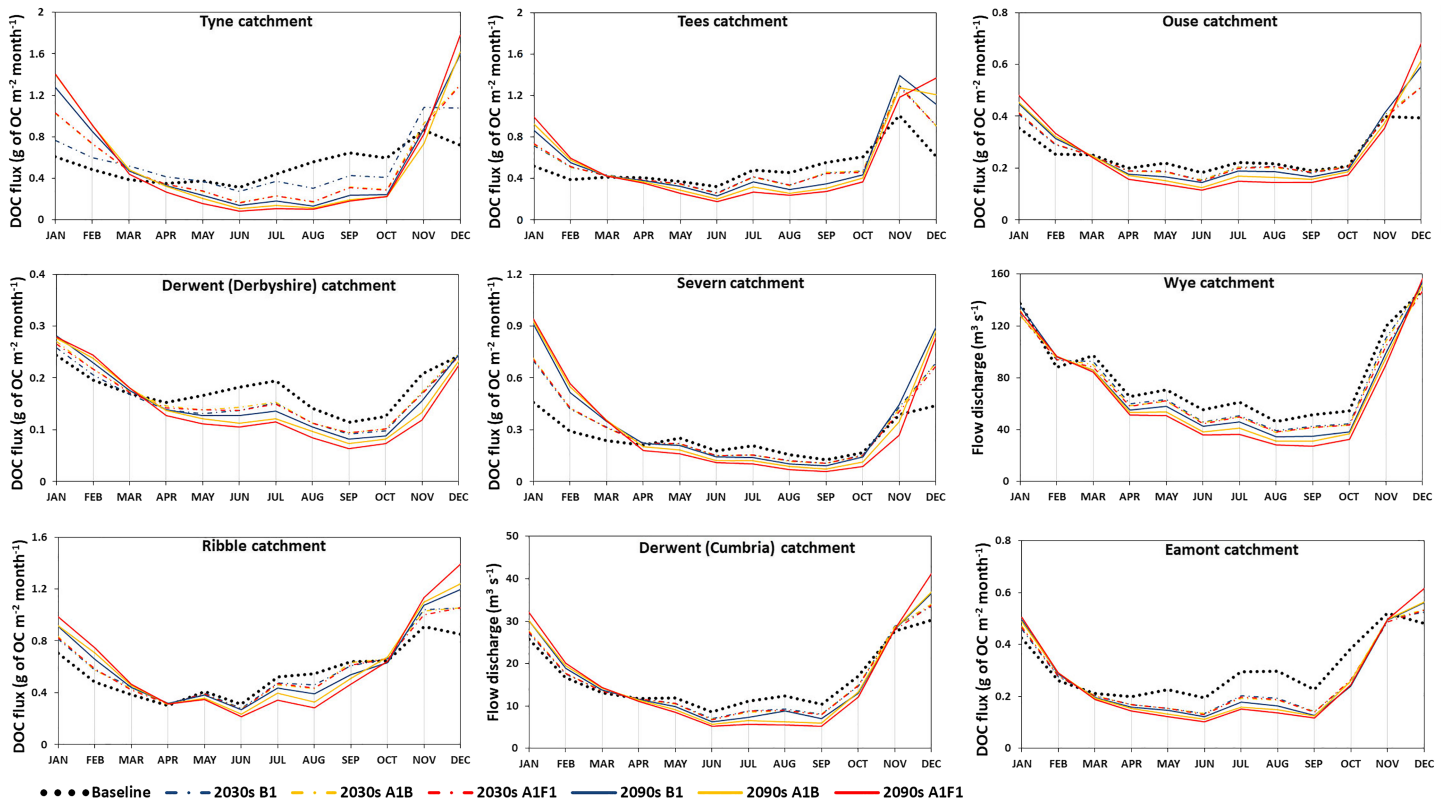 Tyne catchment
DOC flux (g of OC m⁻² month⁻¹)
2
1.6
1.2
0.8
0.4
0
JAN FEB MAR APR MAY JUN JUL AUG SEP OCT NOV DEC
Tees catchment
DOC flux (g of OC m⁻² month⁻¹)
2
1.6
1.2
0.8
0.4
0
JAN FEB MAR APR MAY JUN JUL AUG SEP OCT NOV DEC
Ouse catchment
DOC flux (g of OC m⁻² month⁻¹)
0.8
0.6
0.4
0.2
0
JAN FEB MAR APR MAY JUN JUL AUG SEP OCT NOV DEC
Derwent (Derbyshire) catchment
DOC flux (g of OC m⁻² month⁻¹)
0.4
0.3
0.2
0.1
0
JAN FEB MAR APR MAY JUN JUL AUG SEP OCT NOV DEC
Severn catchment
DOC flux (g of OC m⁻² month⁻¹)
1.2
0.9
0.6
0.3
0
JAN FEB MAR APR MAY JUN JUL AUG SEP OCT NOV DEC
Wye catchment
Flow discharge (m³ s⁻¹)
160
120
80
40
0
JAN FEB MAR APR MAY JUN JUL AUG SEP OCT NOV DEC
Ribble catchment
DOC flux (g of OC m⁻² month⁻¹)
1.6
1.2
0.8
0.4
0
JAN FEB MAR APR MAY JUN JUL AUG SEP OCT NOV DEC
Derwent (Cumbria) catchment
Flow discharge (m³ s⁻¹)
50
40
30
20
10
0
JAN FEB MAR APR MAY JUN JUL AUG SEP OCT NOV DEC
Eamont catchment
DOC flux (g of OC m⁻² month⁻¹)
0.8
0.6
0.4
0.2
0
JAN FEB MAR APR MAY JUN JUL AUG SEP OCT NOV DEC
Baseline 2030s B1 2030s A1B 2030s A1F1 2090s B1 2090s A1B 2090s A1F1